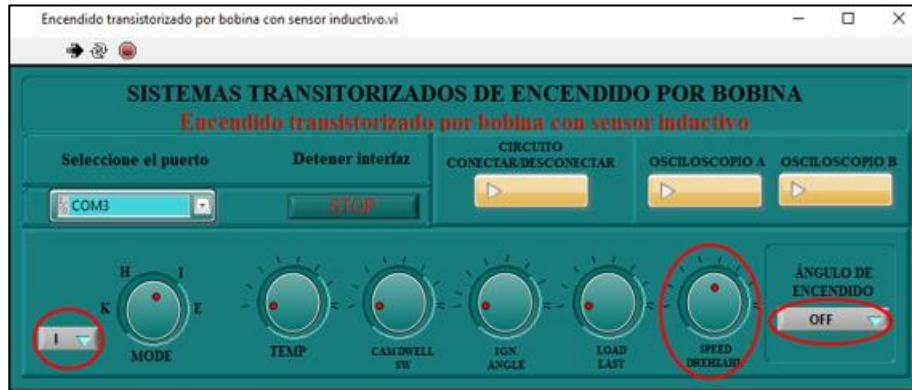 Encendido transistorizado por bobina con sensor inductivo.vi
SISTEMAS TRANSITORIZADOS DE ENCENDIDO POR BOBINA
Encendido transistorizado por bobina con sensor inductivo
Seleccione el puerto
Detener interfaz
CIRCUITO
CONECTAR/DESCONECTAR
OSCILOSCOPIO A
OSCILOSCOPIO B
COM3
STOP
H I
K E
I
MODE
TEMP
CAM DWELL
SW
IGN.
ANGLE
LOAD
LAST
SPEED
DREHZAHL
ÁNGULO DE
ENCENDIDO
OFF